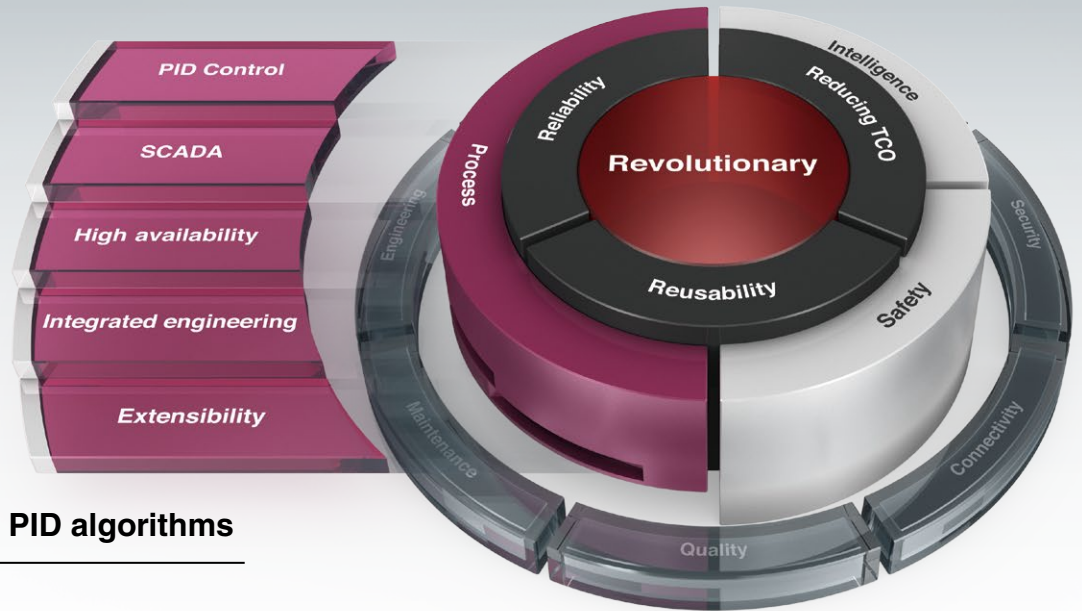 PID Control
SCADA
High availability
Integrated engineering
Extensibility
PID algorithms
Process
Intelligence
Safety
Reliability
Reducing TCO
Reusability
Revolutionary
Engineering
Maintenance
Quality
Connectivity
Security